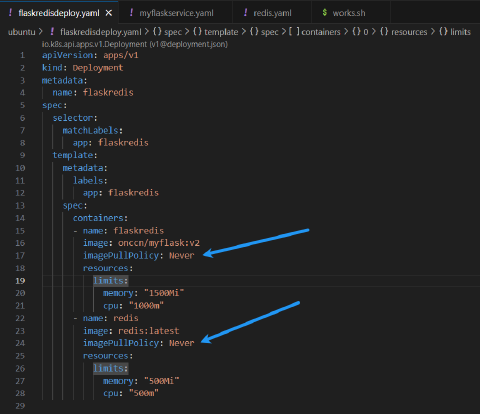 flaskredisdeploy.yaml × myflaskservice.yaml redis.yaml $ works.sh
ubuntu > ! flaskredisdeploy.yaml > {} spec > {} template > {} spec > [ ] containers > {} 0 > {} resources > {} limits
io.k8s.api.apps.v1.Deployment (v1@deployment.json)
1 apiVersion: apps/v1
2 kind: Deployment
3 metadata:
4 name: flaskredis
5 spec:
6 selector:
7 matchLabels:
8 app: flaskredis
9 template:
10 metadata:
11 labels:
12 app: flaskredis
13 spec:
14 containers:
15 - name: flaskredis
16 image: onccn/myflask:v2
17 imagePullPolicy: Never
18 resources:
19 limits:
20 memory: "1500Mi"
21 cpu: "1000m"
22 - name: redis
23 image: redis:latest
24 imagePullPolicy: Never
25 resources:
26 limits:
27 memory: "500Mi"
28 cpu: "500m"
29